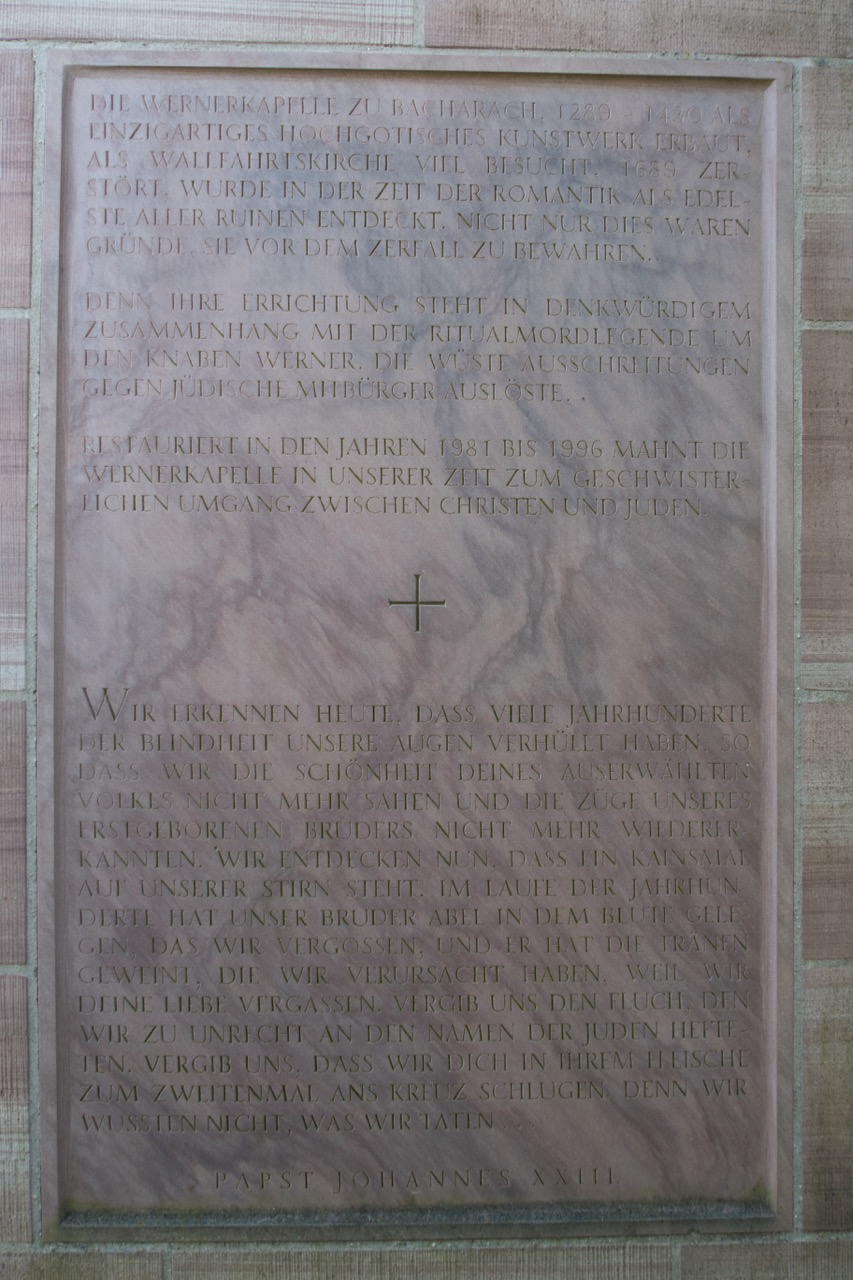 DIE WERNERKAPELLE ZU BACHARACH, 1289 - 1430 ALS
EINZIGARTIGES HOCHGOTISCHES KUNSTWERK ERBAUT,
ALS WALLFAHRTSKIRCHE VIEL BESUCHT, 1689 ZER-
STÖRT, WURDE IN DER ZEIT DER ROMANTIK ALS EDEL-
STE ALLER RUINEN ENTDECKT. NICHT NUR DIES WAREN
GRÜNDE, SIE VOR DEM ZERFALL ZU BEWAHREN..
DENN IHRE ERRICHTUNG STEHT IN DENKWÜRDIGEM
ZUSAMMENHANG MIT DER RITUALMORDLEGENDE UM
DEN KNABEN WERNER, DIE WÜSTE AUSSCHREITUNGEN
GEGEN JÜDISCHE MITBÜRGER AUSLÖSTE. .
RESTAURIERT IN DEN JAHREN 1981 BIS 1996 MAHNT DIE
WERNERKAPELLE IN UNSERER ZEIT ZUM GESCHWISTER-
LICHEN UMGANG ZWISCHEN CHRISTEN UND JUDEN.
WIR ERKENNEN HEUTE, DASS VIELE JAHRHUNDERTE
DER BLINDHEIT UNSERE AUGEN VERHÜLLT HABEN, SO
DASS WIR DIE SCHÖNHEIT DEINES AUSERWÄHLTEN
VOLKES NICHT MEHR SAHEN UND DIE ZÜGE UNSERES
ERSTGEBORENEN BRUDERS NICHT MEHR WIEDERER-
KANNTEN. WIR ENTDECKEN NUN, DASS EIN KAINSMAL
AUF UNSERER STIRN STEHT. IM LAUFE DER JAHRHUN-
DERTE HAT UNSER BRUDER ABEL IN DEM BLUTE GELE-
GEN, DAS WIR VERGOSSEN, UND ER HAT DIE TRÄNEN
GEWEINT, DIE WIR VERURSACHT HABEN, WEIL WIR
DEINE LIEBE VERGASSEN. VERGIB UNS DEN FLUCH, DEN
WIR ZU UNRECHT AN DEN NAMEN DER JUDEN HEFTE-
TEN. VERGIB UNS, DASS WIR DICH IN IHREM FLEISCHE
ZUM ZWEITENMAL ANS KREUZ SCHLUGEN. DENN WIR
WUSSTEN NICHT, WAS WIR TATEN...
PAPST JOHANNES XXIII.